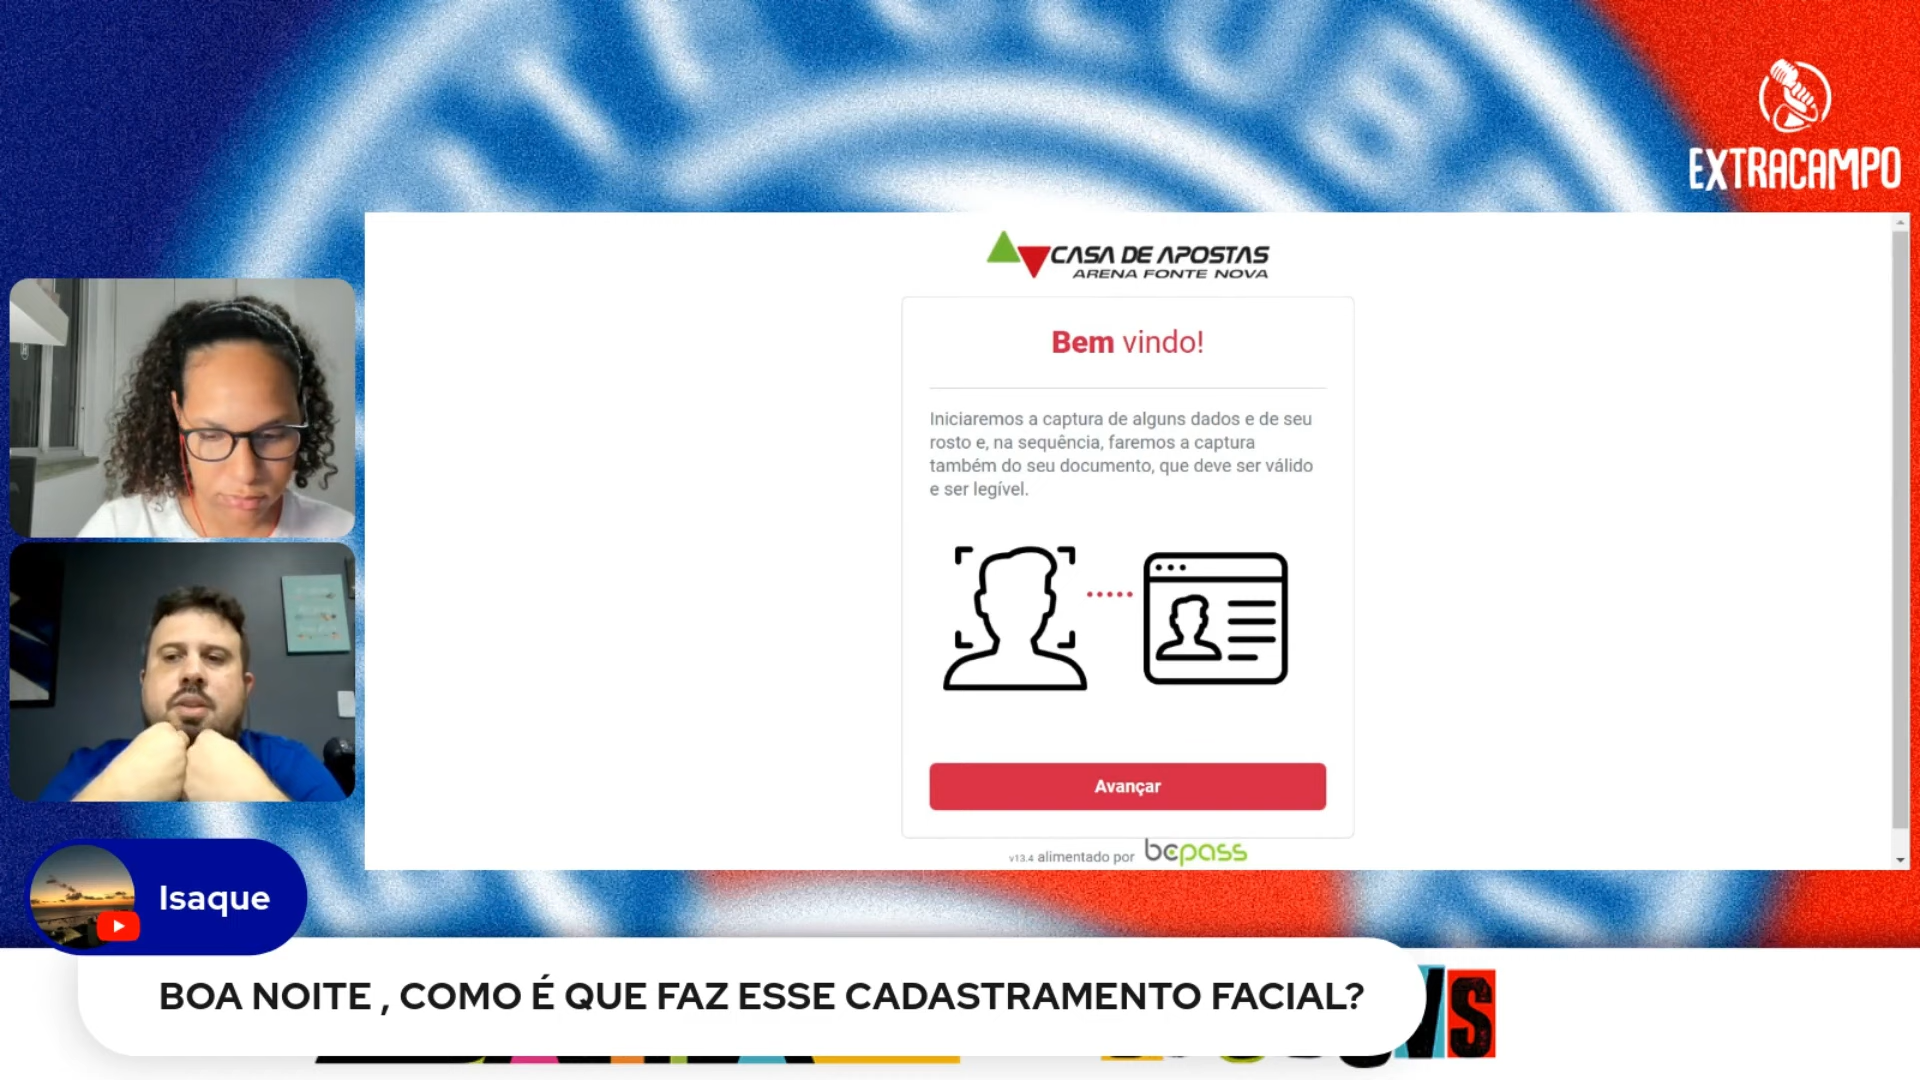 EXTRACAMPO
CASA DE APOSTAS
ARENA FONTE NOVA
Bem vindo!
Iniciaremos a captura de alguns dados e de seu
rosto e, na sequência, faremos a captura
também do seu documento, que deve ser válido
e ser legível.
Avançar
v13.4 alimentado por bepass
Isaque
BOA NOITE , COMO É QUE FAZ ESSE CADASTRAMENTO FACIAL?